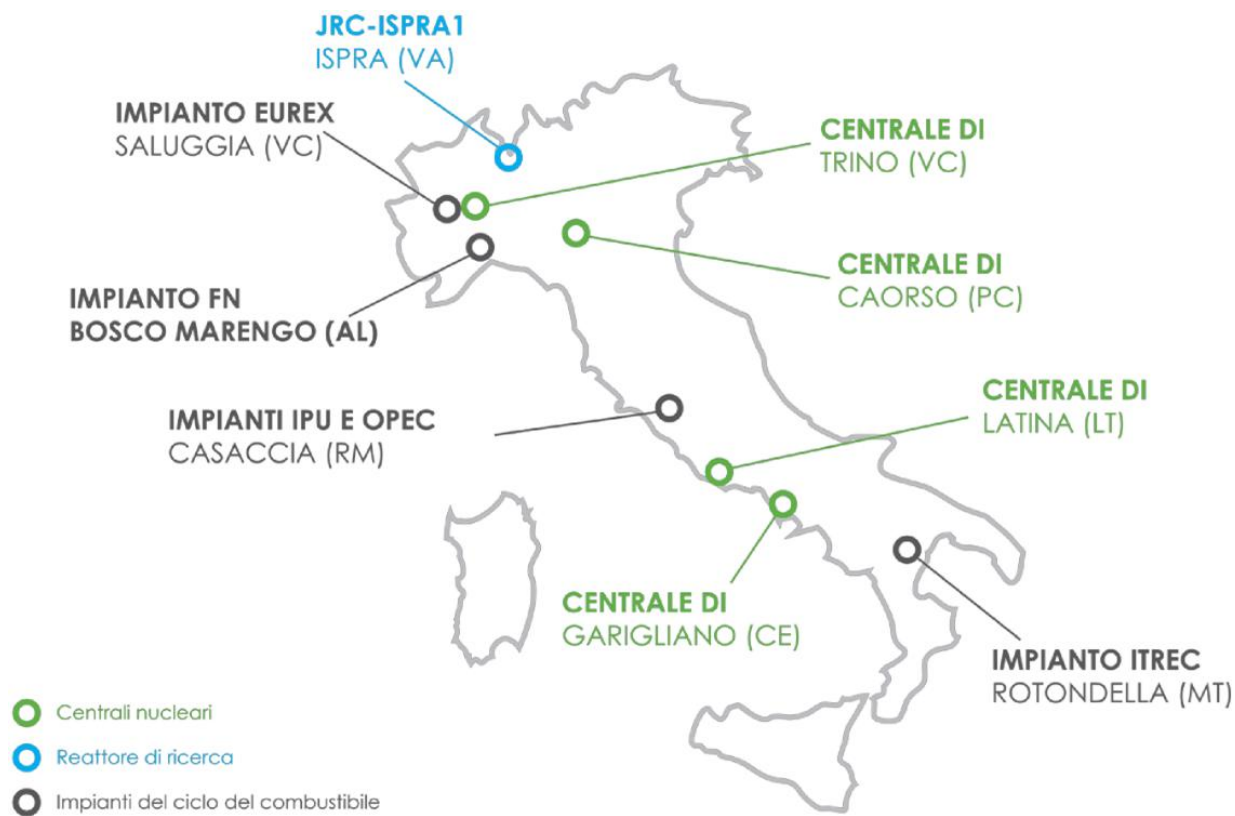 JRC-ISPRA1
ISPRA (VA)
IMPIANTO EUREX
SALUGGIA (VC)
CENTRALE DI
TRINO (VC)
CENTRALE DI
CAORSO (PC)
IMPIANTO FN
BOSCO MARENGO (AL)
CENTRALE DI
LATINA (LT)
IMPIANTI IPU E OPEC
CASACCIA (RM)
CENTRALE DI
GARIGLIANO (CE)
IMPIANTO ITREC
ROTONDELLA (MT)
Centrali nucleari
Reattore di ricerca
Impianti del ciclo del combustibile